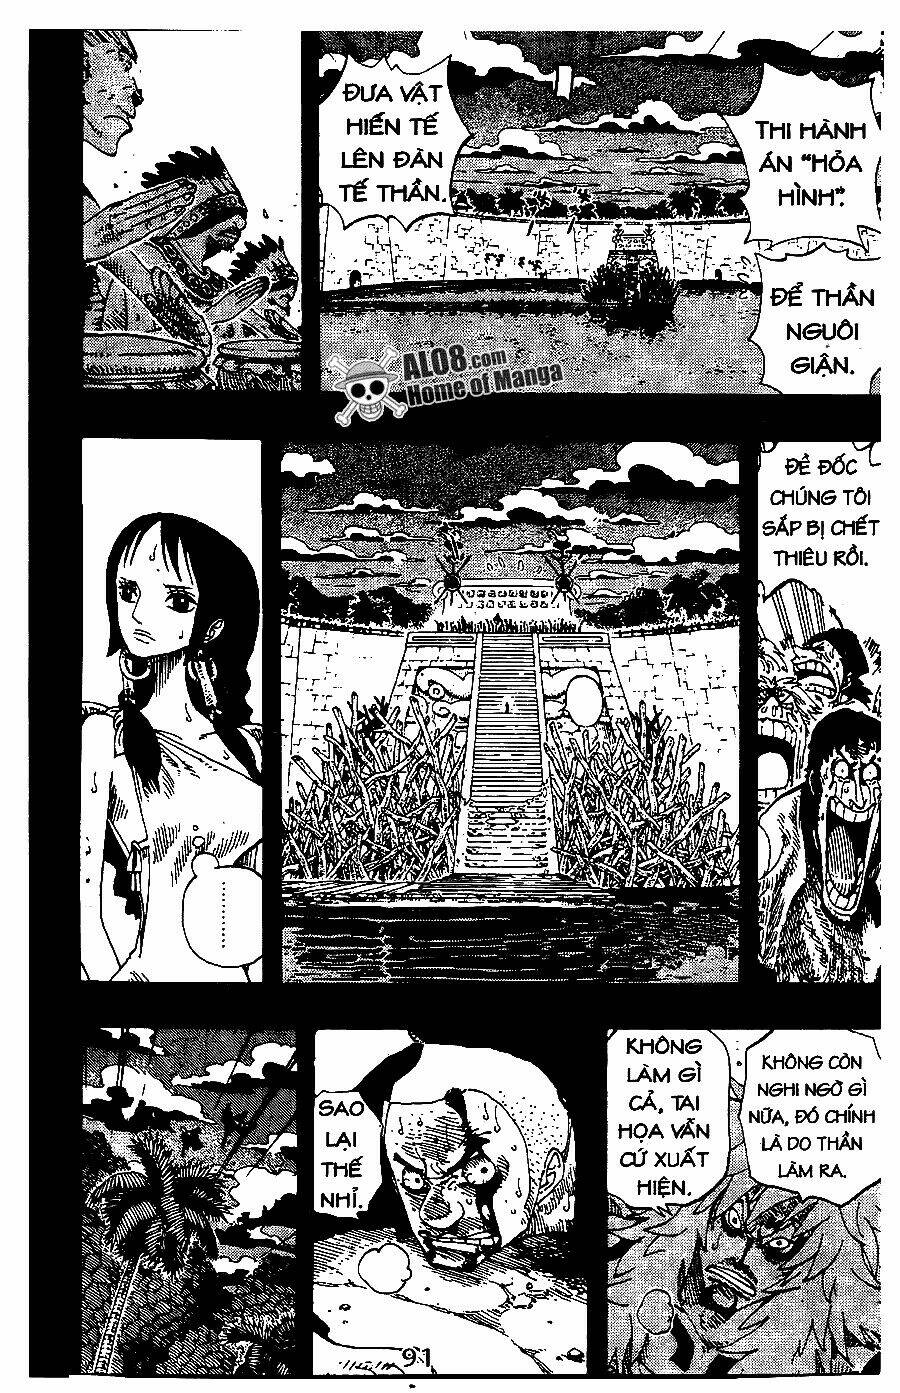 THI HÀNH
ÁN “HỎA
HÌNH”.
ĐỂ THẦN
NGUÔI
GIẬN.
ĐƯA VẬT
HIẾN TẾ
LÊN ĐÀN
TẾ THẦN.
ALO8.com
Home of Manga
ĐỀ ĐỐC
CHÚNG TÔI
SẮP BỊ CHẾT
THIÊU RỒI.
..........
KHÔNG CÒN
NGHI NGỜ GÌ
NỮA, ĐÓ CHÍNH
LÀ DO THẦN
LÀM RA.
KHÔNG
LÀM GÌ
CẢ, TAI
HỌA VẪN
CỨ XUẤT
HIỆN.
SAO
LẠI
THẾ
NHỈ.
91